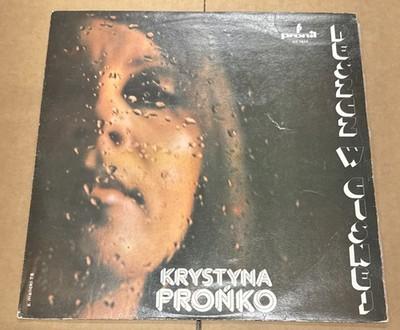 pronit
DESZCZ W CISNEJ
KRYSTYNA
PROŃKO